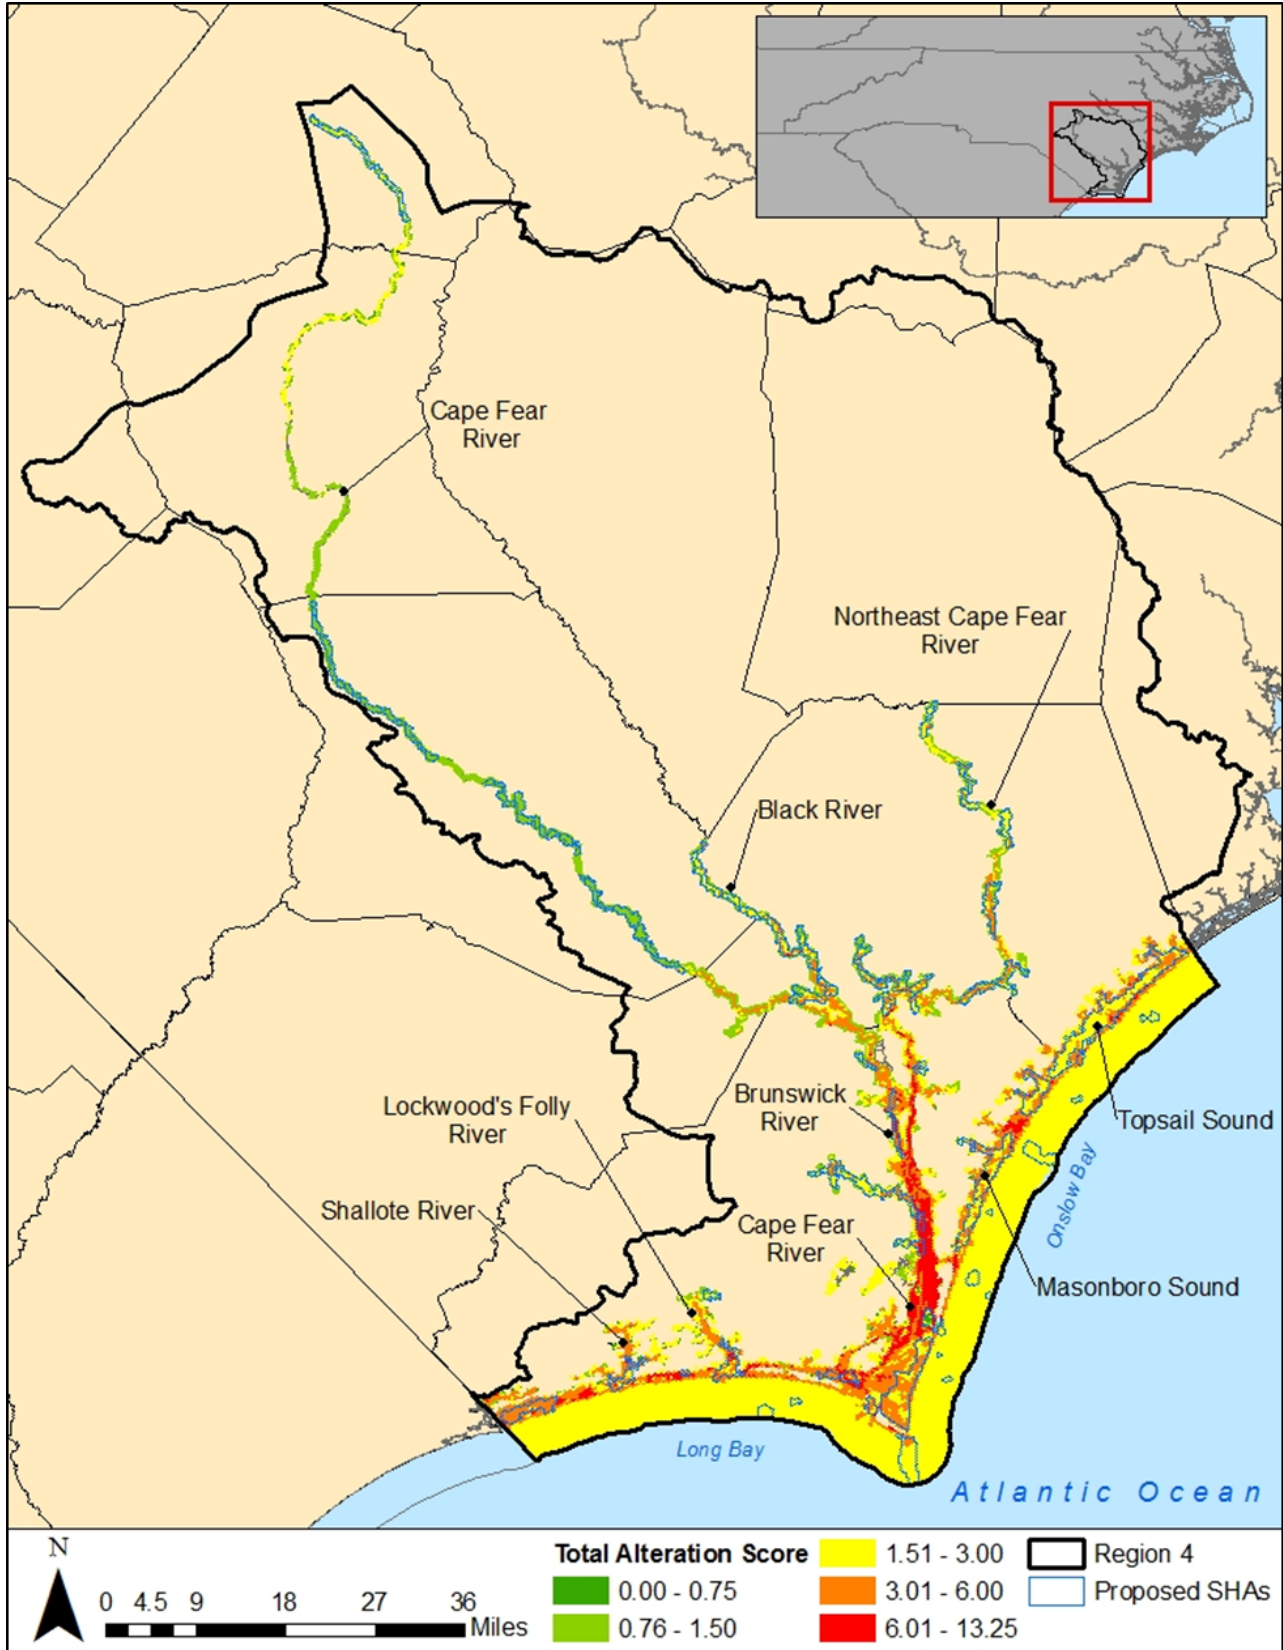 Cape Fear
River
Northeast Cape Fear
River
Black River
Brunswick
River
Lockwood's Folly
River
Topsail Sound
Onslow Bay
Shallote River
Cape Fear
River
Masonboro Sound
Long Bay
Atlantic Ocean
N
0 4.5 9 18 27 36
Miles
Total Alteration Score
0.00 - 0.75
0.76 - 1.50
1.51 - 3.00
3.01 - 6.00
6.01 - 13.25
Region 4
Proposed SHAs